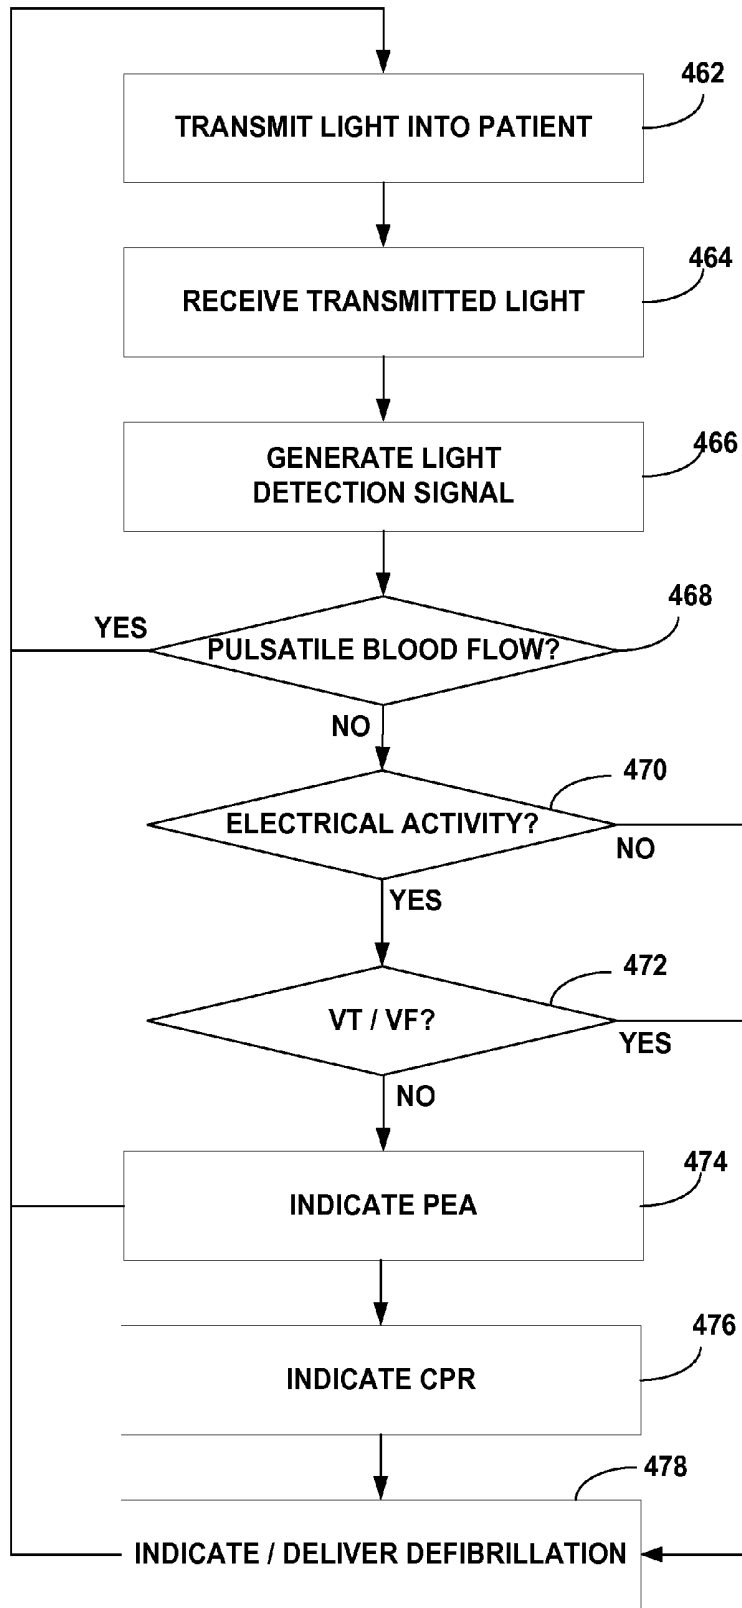 462
TRANSMIT LIGHT INTO PATIENT
464
RECEIVE TRANSMITTED LIGHT
466
GENERATE LIGHT
DETECTION SIGNAL
468
YES
PULSATILE BLOOD FLOW?
NO
470
ELECTRICAL ACTIVITY?
NO
YES
472
VT / VF?
YES
NO
474
INDICATE PEA
476
INDICATE CPR
478
INDICATE / DELIVER DEFIBRILLATION